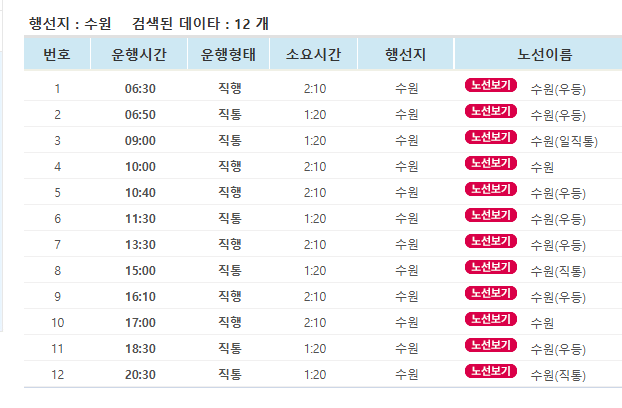 행선지 : 수원 검색된 데이타 : 12 개
번호 운행시간 운행형태 소요시간 행선지 노선이름
1 06:30 직행 2:10 수원 노선보기 수원(우등)
2 06:50 직통 1:20 수원 노선보기 수원(우등)
3 09:00 직통 1:20 수원 노선보기 수원(일직통)
4 10:00 직행 2:10 수원 노선보기 수원
5 10:40 직행 2:10 수원 노선보기 수원(우등)
6 11:30 직통 1:20 수원 노선보기 수원(우등)
7 13:30 직행 2:10 수원 노선보기 수원(우등)
8 15:00 직통 1:20 수원 노선보기 수원(직통)
9 16:10 직행 2:10 수원 노선보기 수원(우등)
10 17:00 직행 2:10 수원 노선보기 수원
11 18:30 직통 1:20 수원 노선보기 수원(우등)
12 20:30 직통 1:20 수원 노선보기 수원(직통)